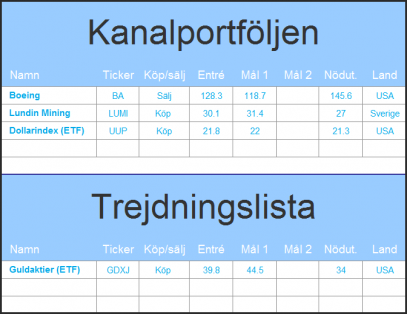 Kanalportföljen
Namn Ticker Köp/sälj Entré Mål 1 Mål 2 Nödut. Land
Boeing BA Sälj 128.3 118.7 145.6 USA
Lundin Mining LUMI Köp 30.1 31.4 27 Sverige
Dollarindex (ETF) UUP Köp 21.8 22 21.3 USA
Trejdningslista
Namn Ticker Köp/sälj Entré Mål 1 Mål 2 Nödut. Land
Guldaktier (ETF) GDXJ Köp 39.8 44.5 34 USA